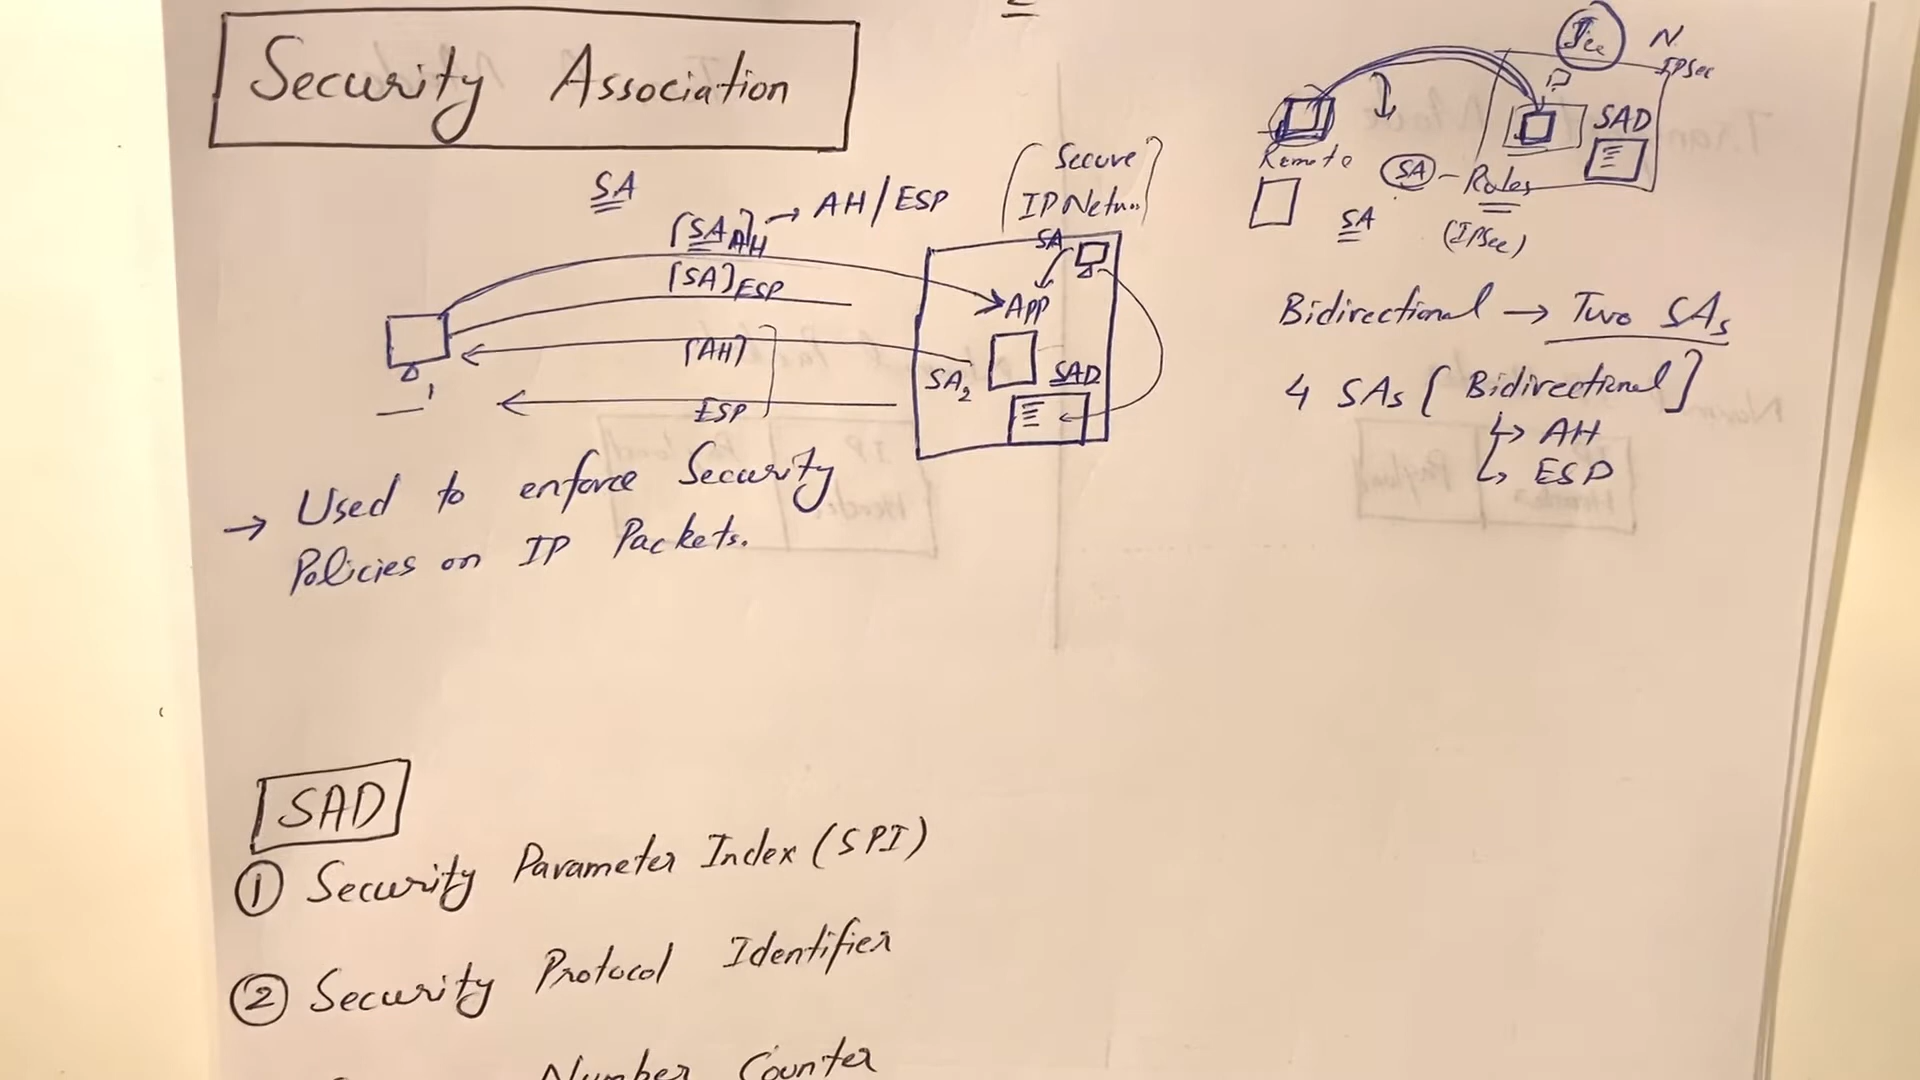 Security Association
SA
[SA]AH → AH/ESP
[SA]ESP
[AH]
ESP
[Secure
IP Netw..]
SA
APP
SA2
SAD
→ Used to enforce Security
Policies on IP Packets.
N
IPSec
SAD
Remote
SA – Rules
SA
(IPSec)
Bidirectional → Two SAs
4 SAs [Bidirectional]
↳ AH
↳ ESP
SAD
① Security Parameter Index (SPI)
② Security Protocol Identifier
Number Counter